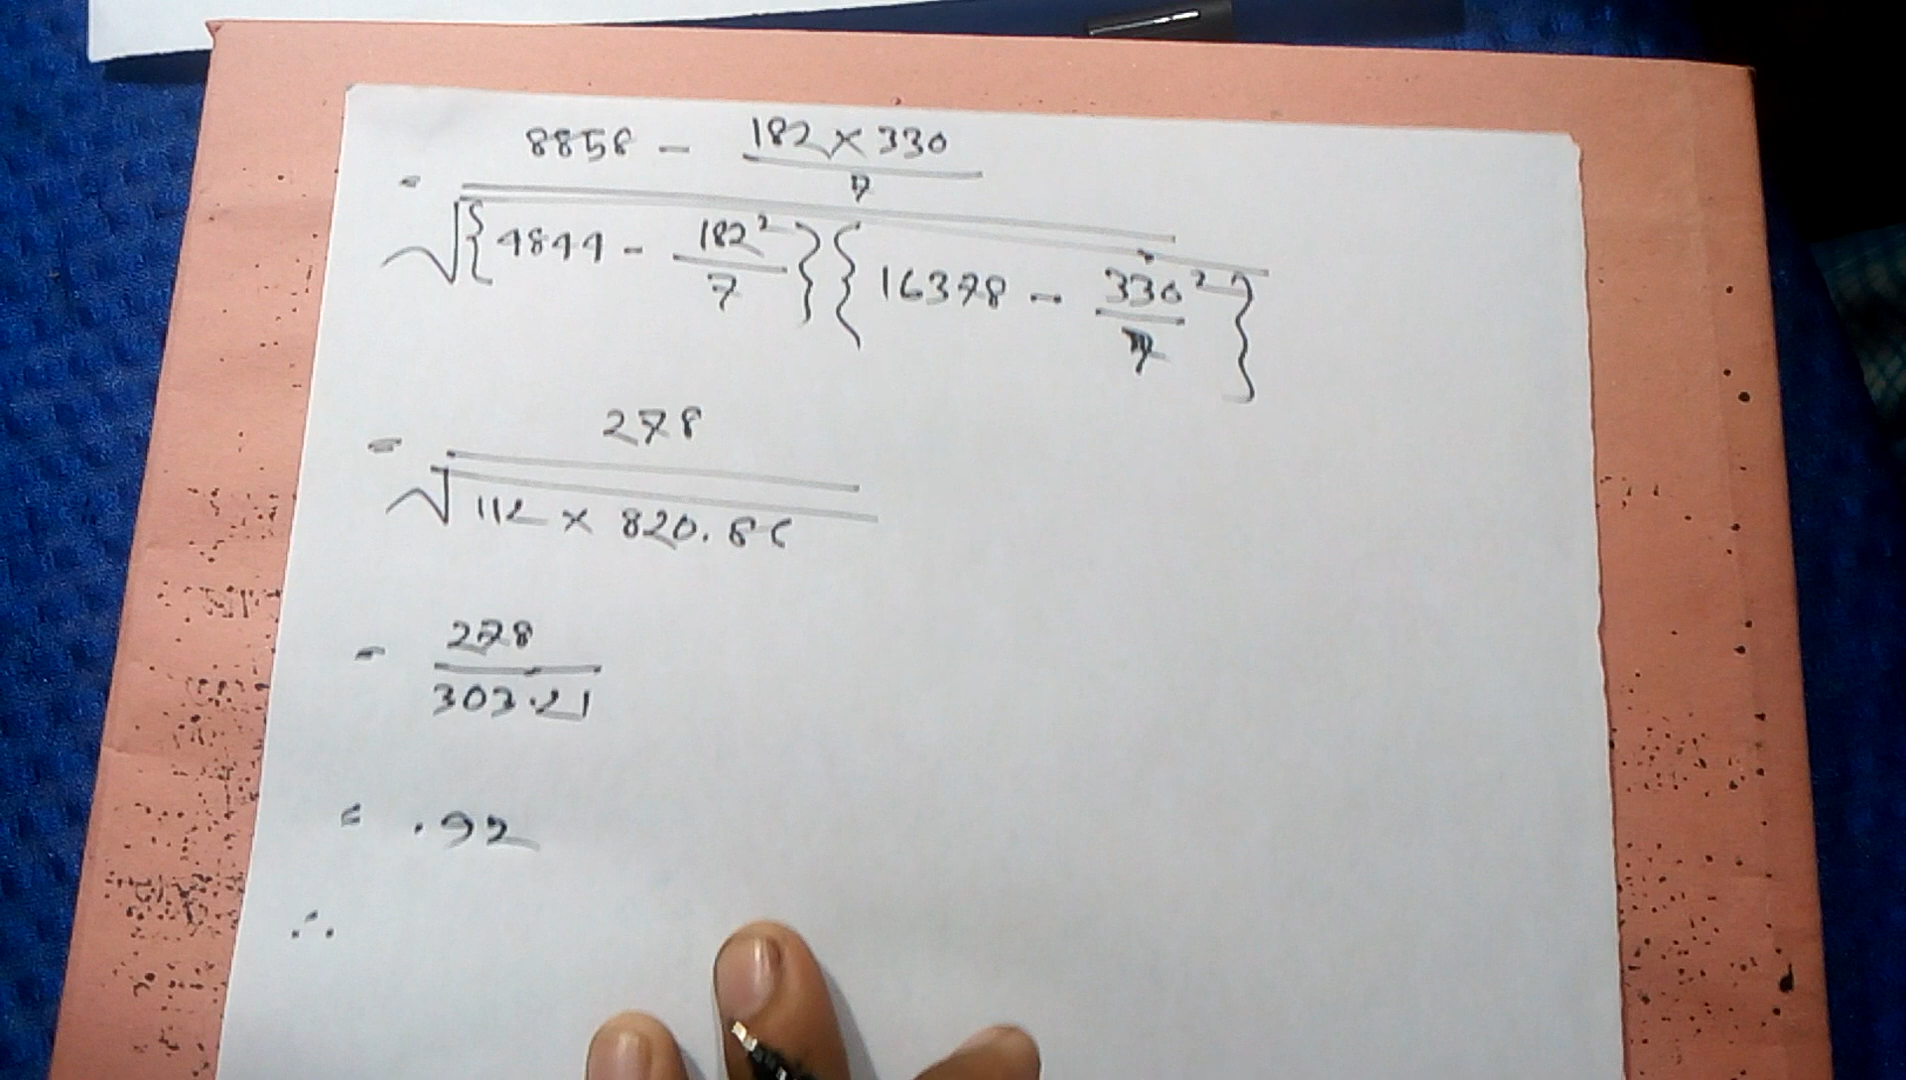 = 8858 - 182 × 330 / 7
√{4844 - 182² / 7}{16378 - 330² / 7}
= 278
√112 × 820.86
= 278
303.21
= .92
∴